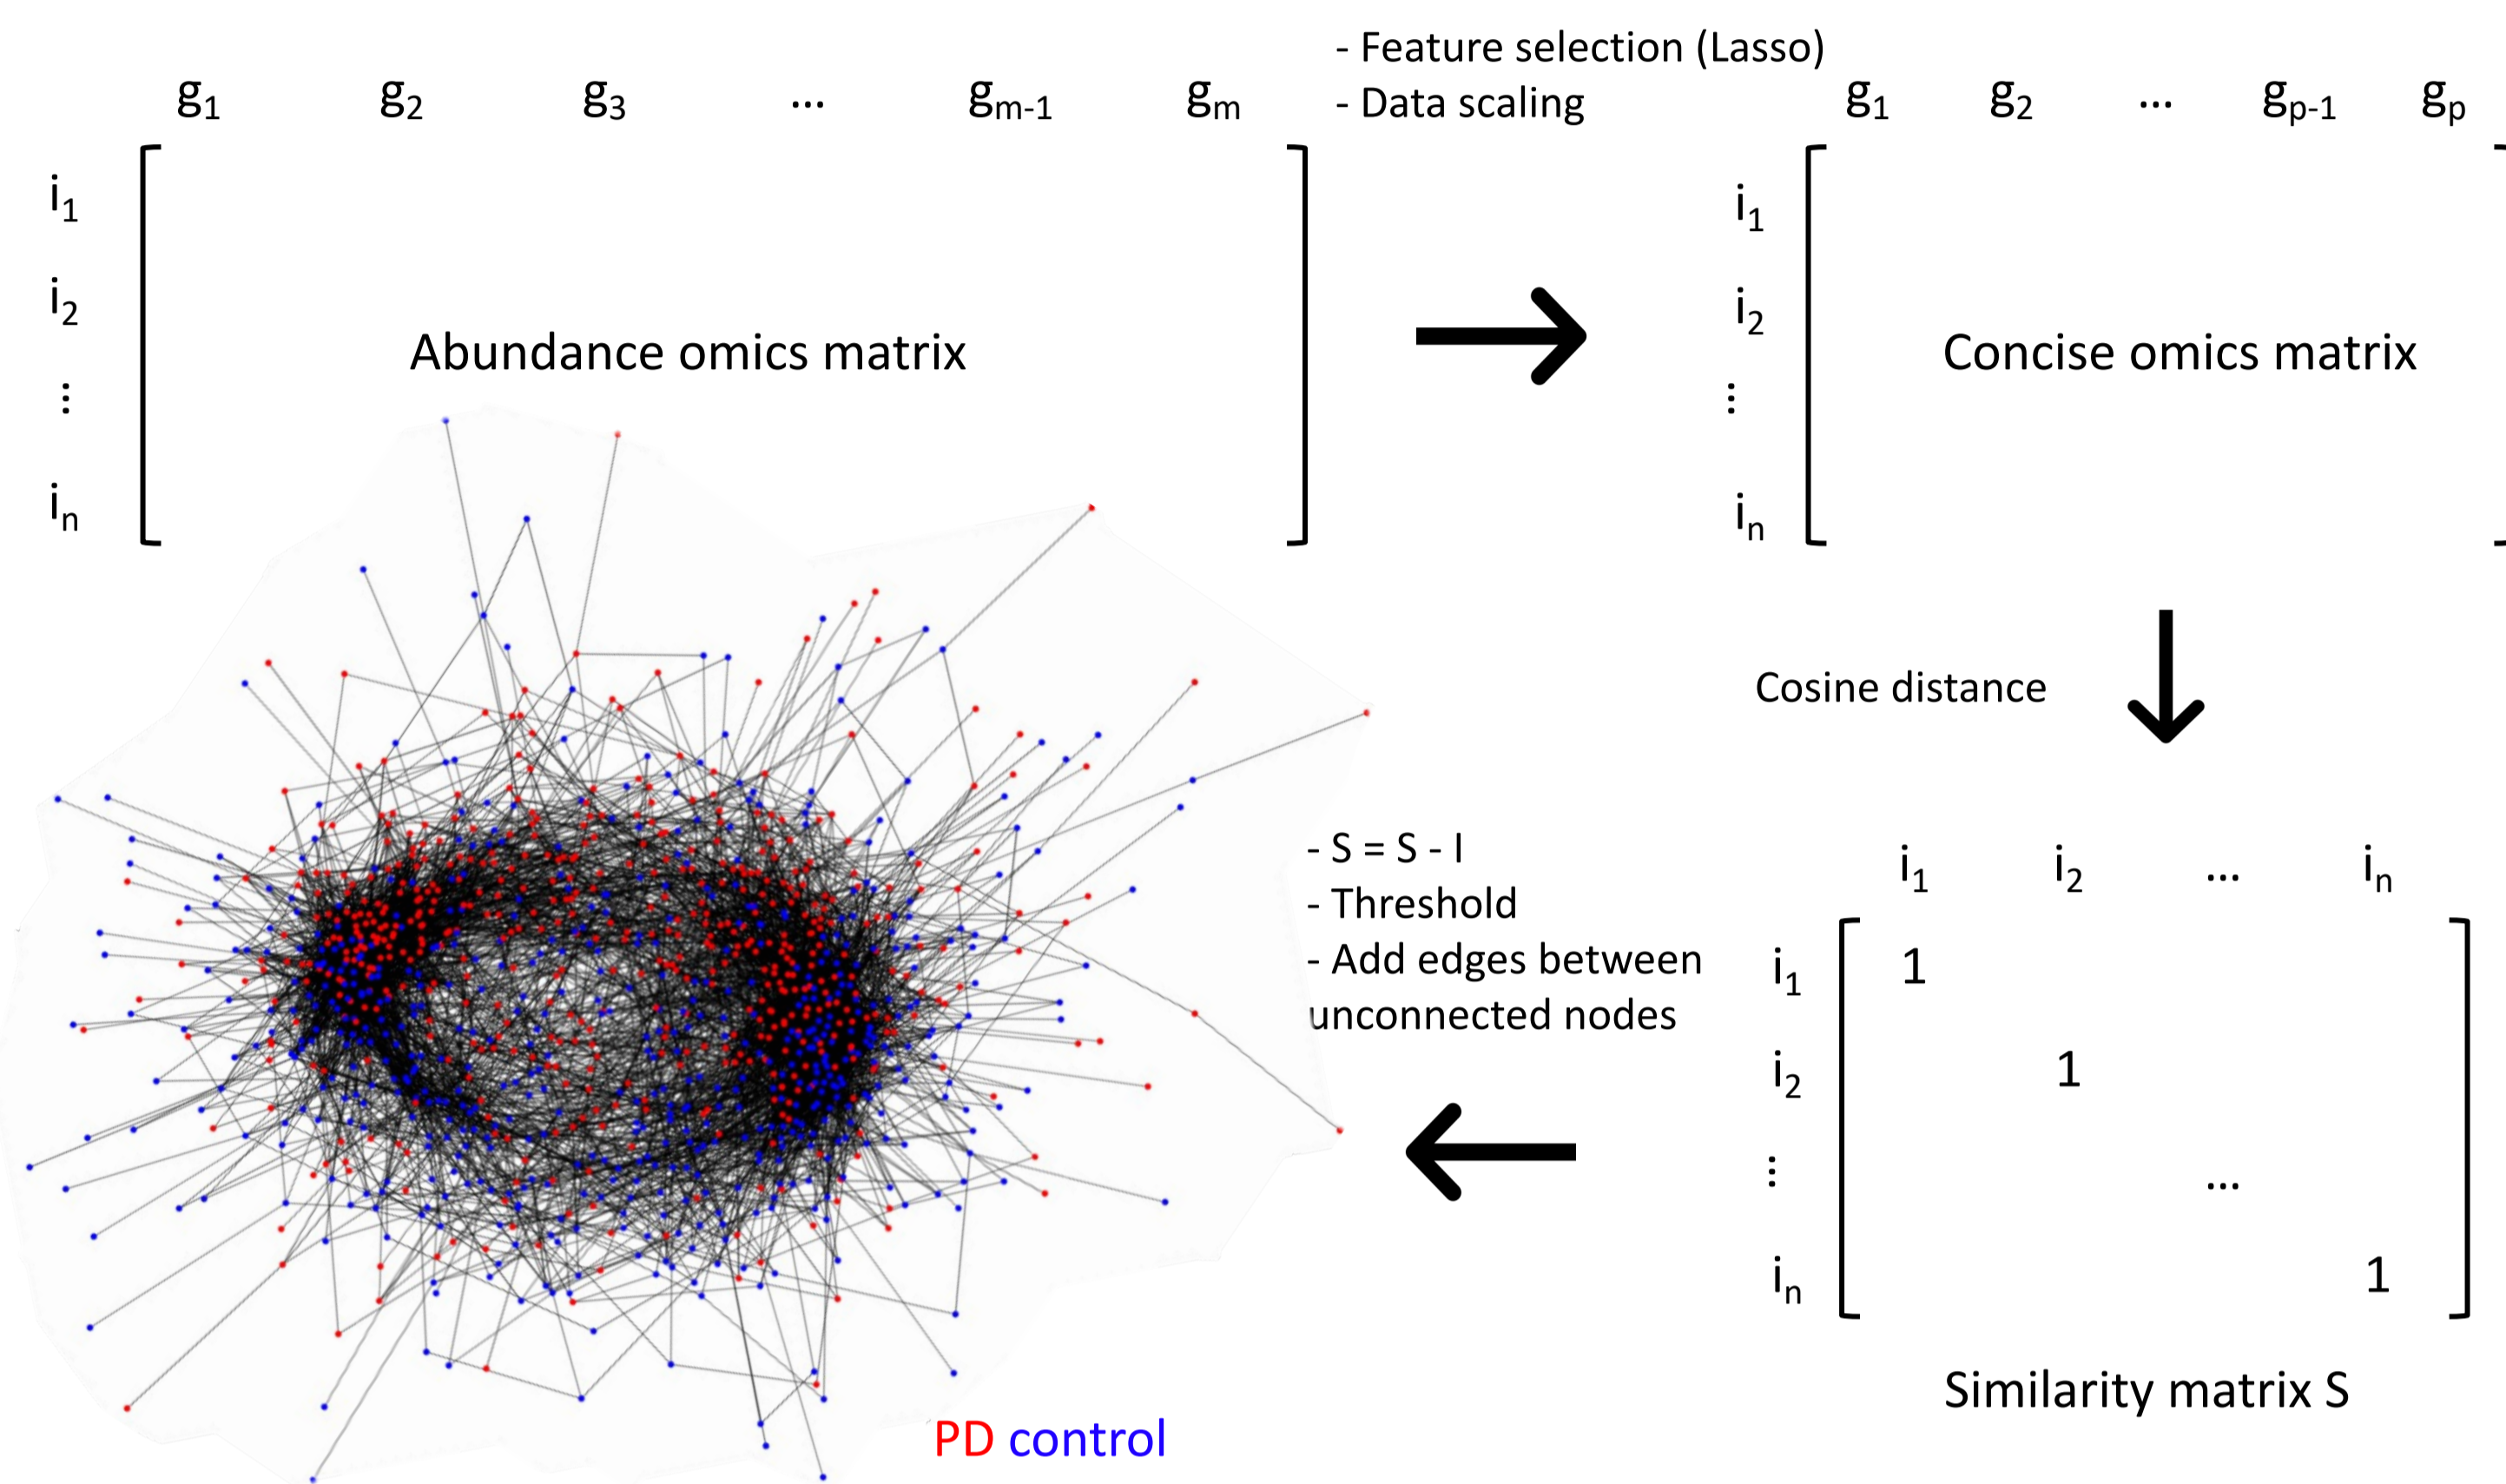 - Feature selection (Lasso)
- Data scaling
g1 g2 g3 ... gm-1 gm
g1 g2 ... gp-1 gp
i1
i2
⋮
in
Abundance omics matrix
i1
i2
⋮
in
Concise omics matrix
Cosine distance
- S = S - I
- Threshold
- Add edges between
unconnected nodes
i1 i2 ... in
i1 1
i2 1
⋮ ...
in 1
Similarity matrix S
PD control